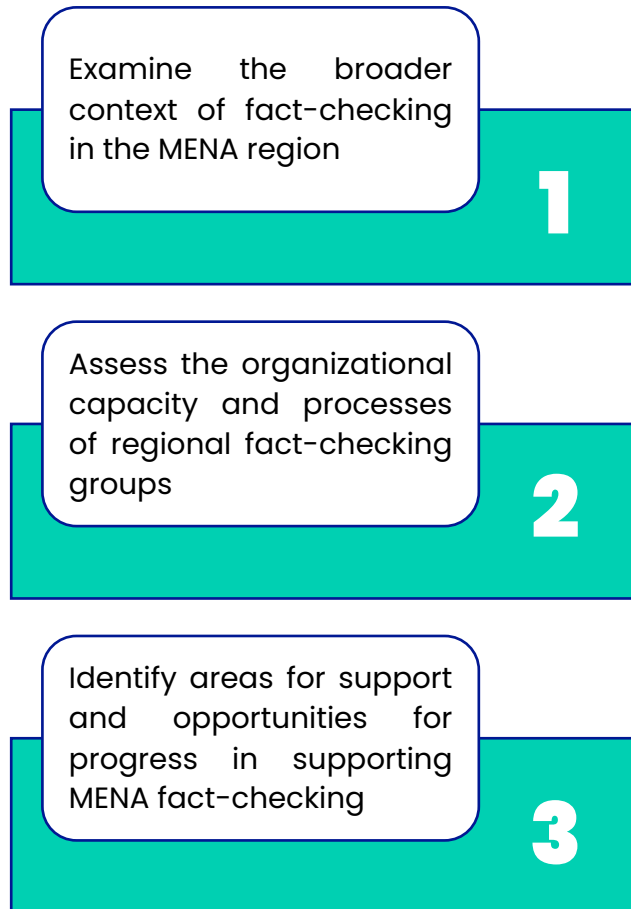 Examine the broader
context of fact-checking
in the MENA region
1
Assess the organizational
capacity and processes
of regional fact-checking
groups
2
Identify areas for support
and opportunities for
progress in supporting
MENA fact-checking
3